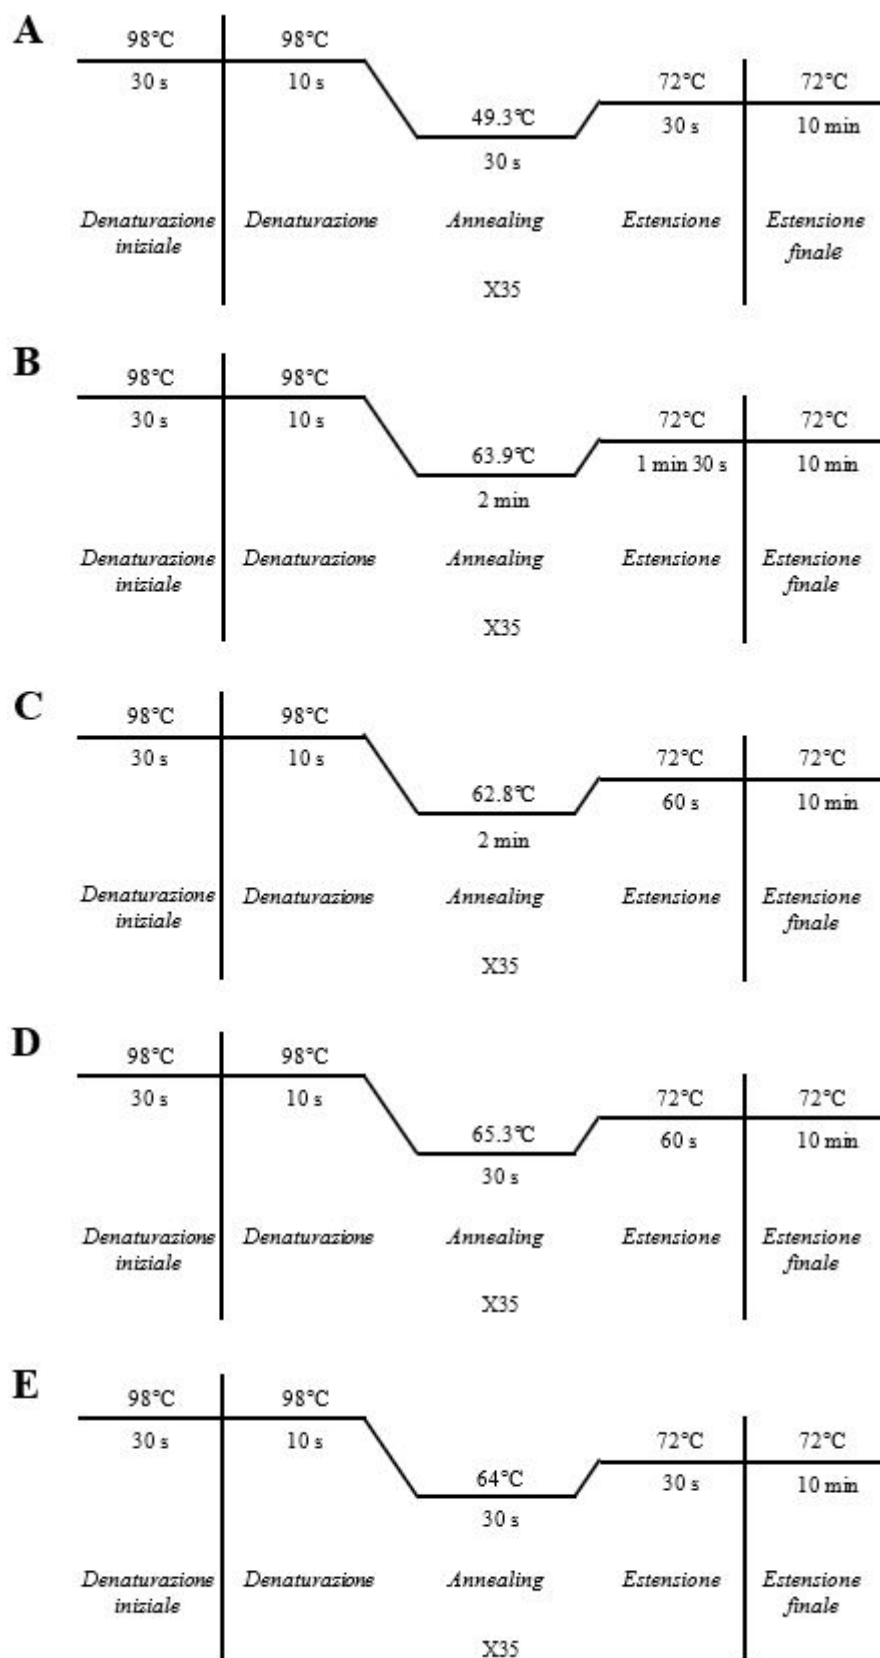 A
98°C 98°C
30 s 10 s
72°C 72°C
49.3°C
30 s 10 min
30 s
Denaturazione Denaturazione Annealing Estensione Estensione
iniziale finale
X35
B
98°C 98°C
30 s 10 s
72°C 72°C
63.9°C
1 min 30 s 10 min
2 min
Denaturazione Denaturazione Annealing Estensione Estensione
iniziale finale
X35
C
98°C 98°C
30 s 10 s
72°C 72°C
62.8°C
60 s 10 min
2 min
Denaturazione Denaturazione Annealing Estensione Estensione
iniziale finale
X35
D
98°C 98°C
30 s 10 s
72°C 72°C
65.3°C
60 s 10 min
30 s
Denaturazione Denaturazione Annealing Estensione Estensione
iniziale finale
X35
E
98°C 98°C
30 s 10 s
72°C 72°C
64°C
30 s 10 min
30 s
Denaturazione Denaturazione Annealing Estensione Estensione
iniziale finale
X35